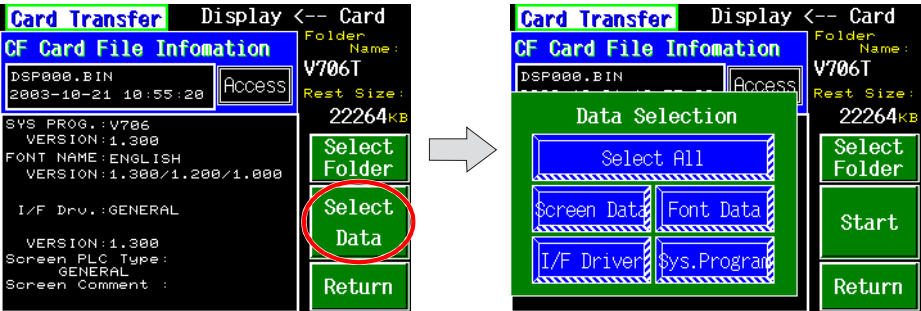 Card Transfer Display <-- Card
CF Card File Infomation
Folder
Name:
V706T
DSP000.BIN
2003-10-21 10:55:20
Access
Rest Size:
22264KB
SYS PROG.:V706
VERSION:1.300
FONT NAME:ENGLISH
VERSION:1.300/1.200/1.000
I/F Drv.:GENERAL
VERSION:1.300
Screen PLC Type:
GENERAL
Screen Comment :
Select
Folder
Select
Data
Return
Card Transfer Display <-- Card
CF Card File Infomation
Folder
Name:
V706T
DSP000.BIN
Access
Rest Size:
22264KB
Data Selection
Select All
Screen Data
Font Data
I/F Driver
Sys.Program
Select
Folder
Start
Return